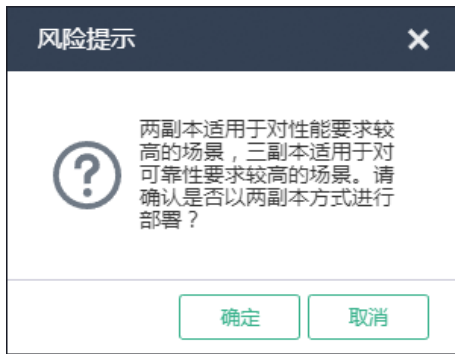 风险提示
两副本适用于对性能要求较
高的场景，三副本适用于对
可靠性要求较高的场景。请
确认是否以两副本方式进行
部署？
确定
取消